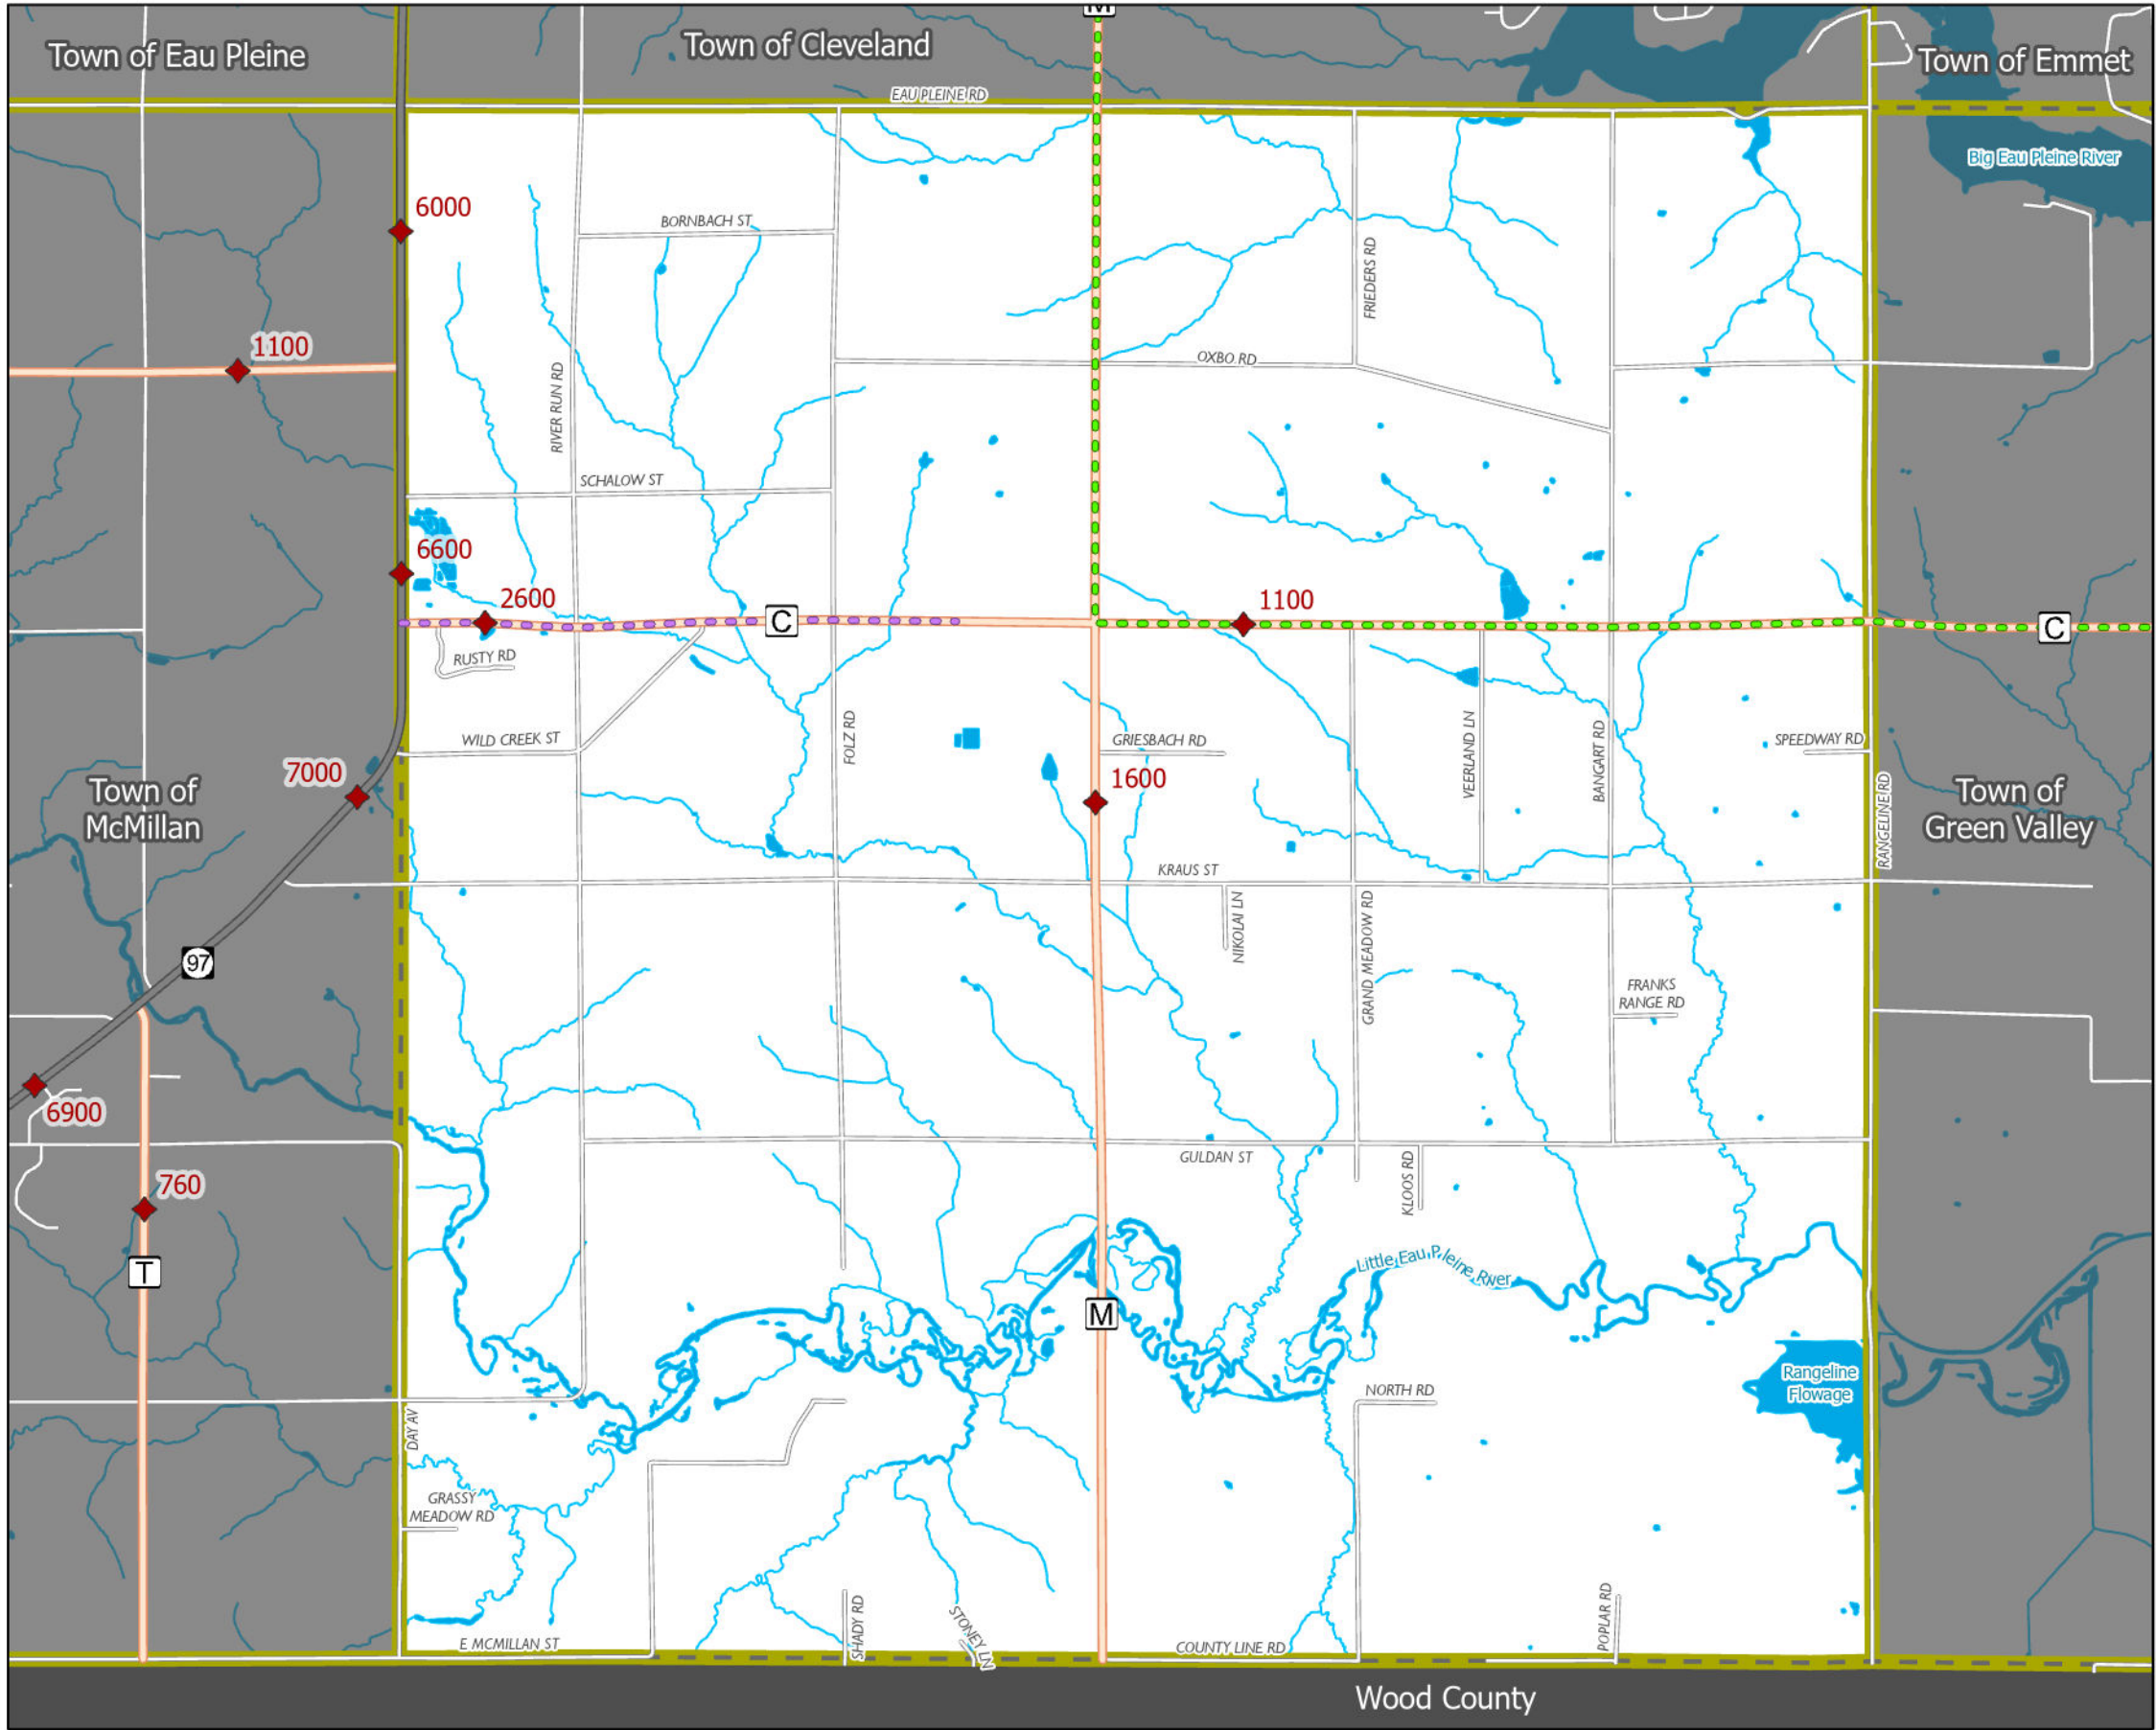 M
Town of Eau Pleine
Town of Cleveland
Town of Emmet
EAU PLEINE RD
Big Eau Pleine River
6000
BORNBACH ST
FRIEDERS RD
1100
OXBO RD
RIVER RUN RD
SCHALOW ST
6600
2600
C
1100
C
RUSTY RD
FOLZ RD
WILD CREEK ST
GRIESBACH RD
VEERLAND LN
BANGART RD
SPEEDWAY RD
7000
1600
RANGELINE RD
Town of
McMillan
Town of
Green Valley
KRAUS ST
NIKOLAI LN
GRAND MEADOW RD
97
FRANKS
RANGE RD
6900
GULDAN ST
KLOOS RD
760
T
Little Eau Pleine River
M
Rangeline
Flowage
NORTH RD
DAY AV
GRASSY
MEADOW RD
SHADY RD
STONEY LN
POPLAR RD
E MCMILLAN ST
COUNTY LINE RD
Wood County